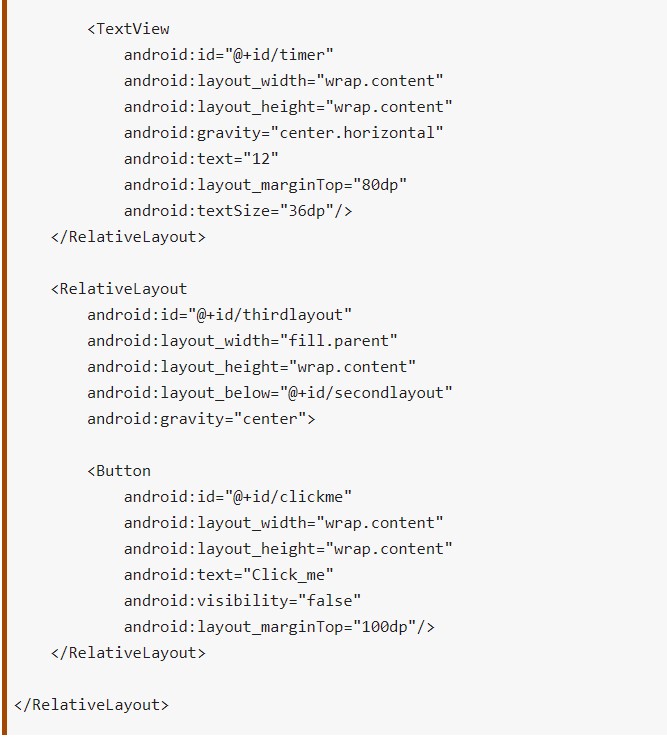 <TextView
android:id="@+id/timer"
android:layout_width="wrap.content"
android:layout_height="wrap.content"
android:gravity="center.horizontal"
android:text="12"
android:layout_marginTop="80dp"
android:textSize="36dp"/>
</RelativeLayout>
<RelativeLayout
android:id="@+id/thirdlayout"
android:layout_width="fill.parent"
android:layout_height="wrap.content"
android:layout_below="@+id/secondlayout"
android:gravity="center">
<Button
android:id="@+id/clickme"
android:layout_width="wrap.content"
android:layout_height="wrap.content"
android:text="Click_me"
android:visibility="false"
android:layout_marginTop="100dp"/>
</RelativeLayout>
</RelativeLayout>